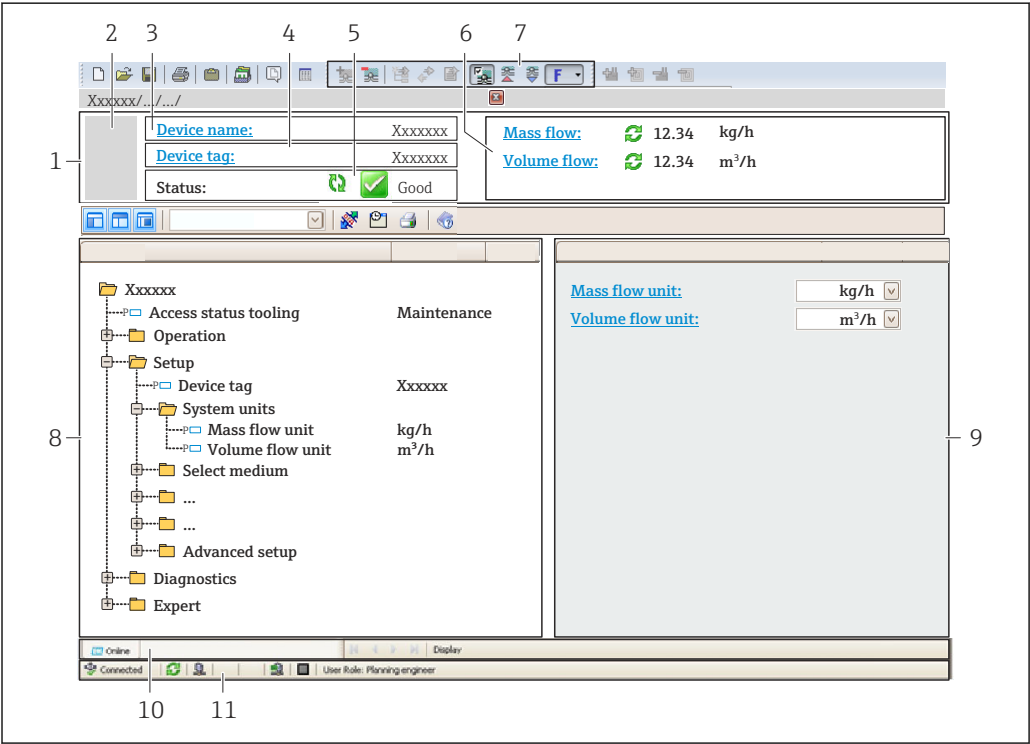 2 3 4 5 6 7
F
Xxxxxx/.../.../
1
Device name: Xxxxxxx
Device tag: Xxxxxxx
Status: Good
Mass flow: 12.34 kg/h
Volume flow: 12.34 m³/h
Xxxxxx
P Access status tooling Maintenance
Operation
Setup
P Device tag Xxxxxx
System units
P Mass flow unit kg/h
P Volume flow unit m³/h
Select medium
...
...
Advanced setup
Diagnostics
Expert
8
Mass flow unit: kg/h
Volume flow unit: m³/h
9
Online Display
Connected User Role: Planning engineer
10 11